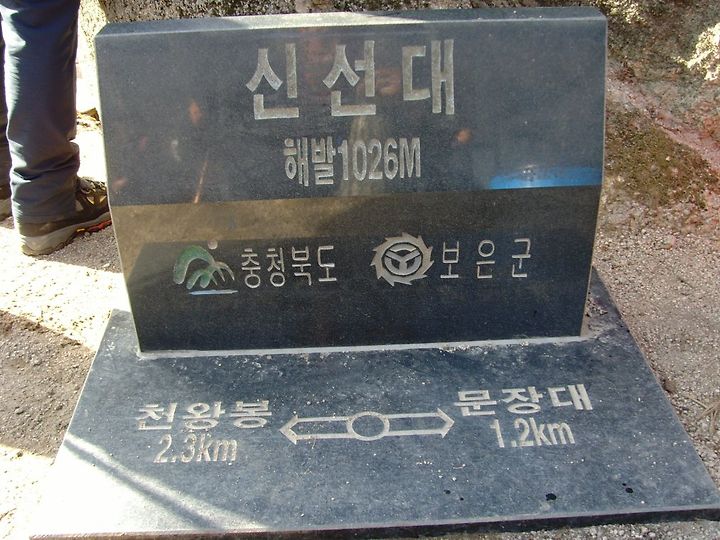 신선대
해발1026M
충청북도 보은군
천왕봉 문장대
2.3km 1.2km